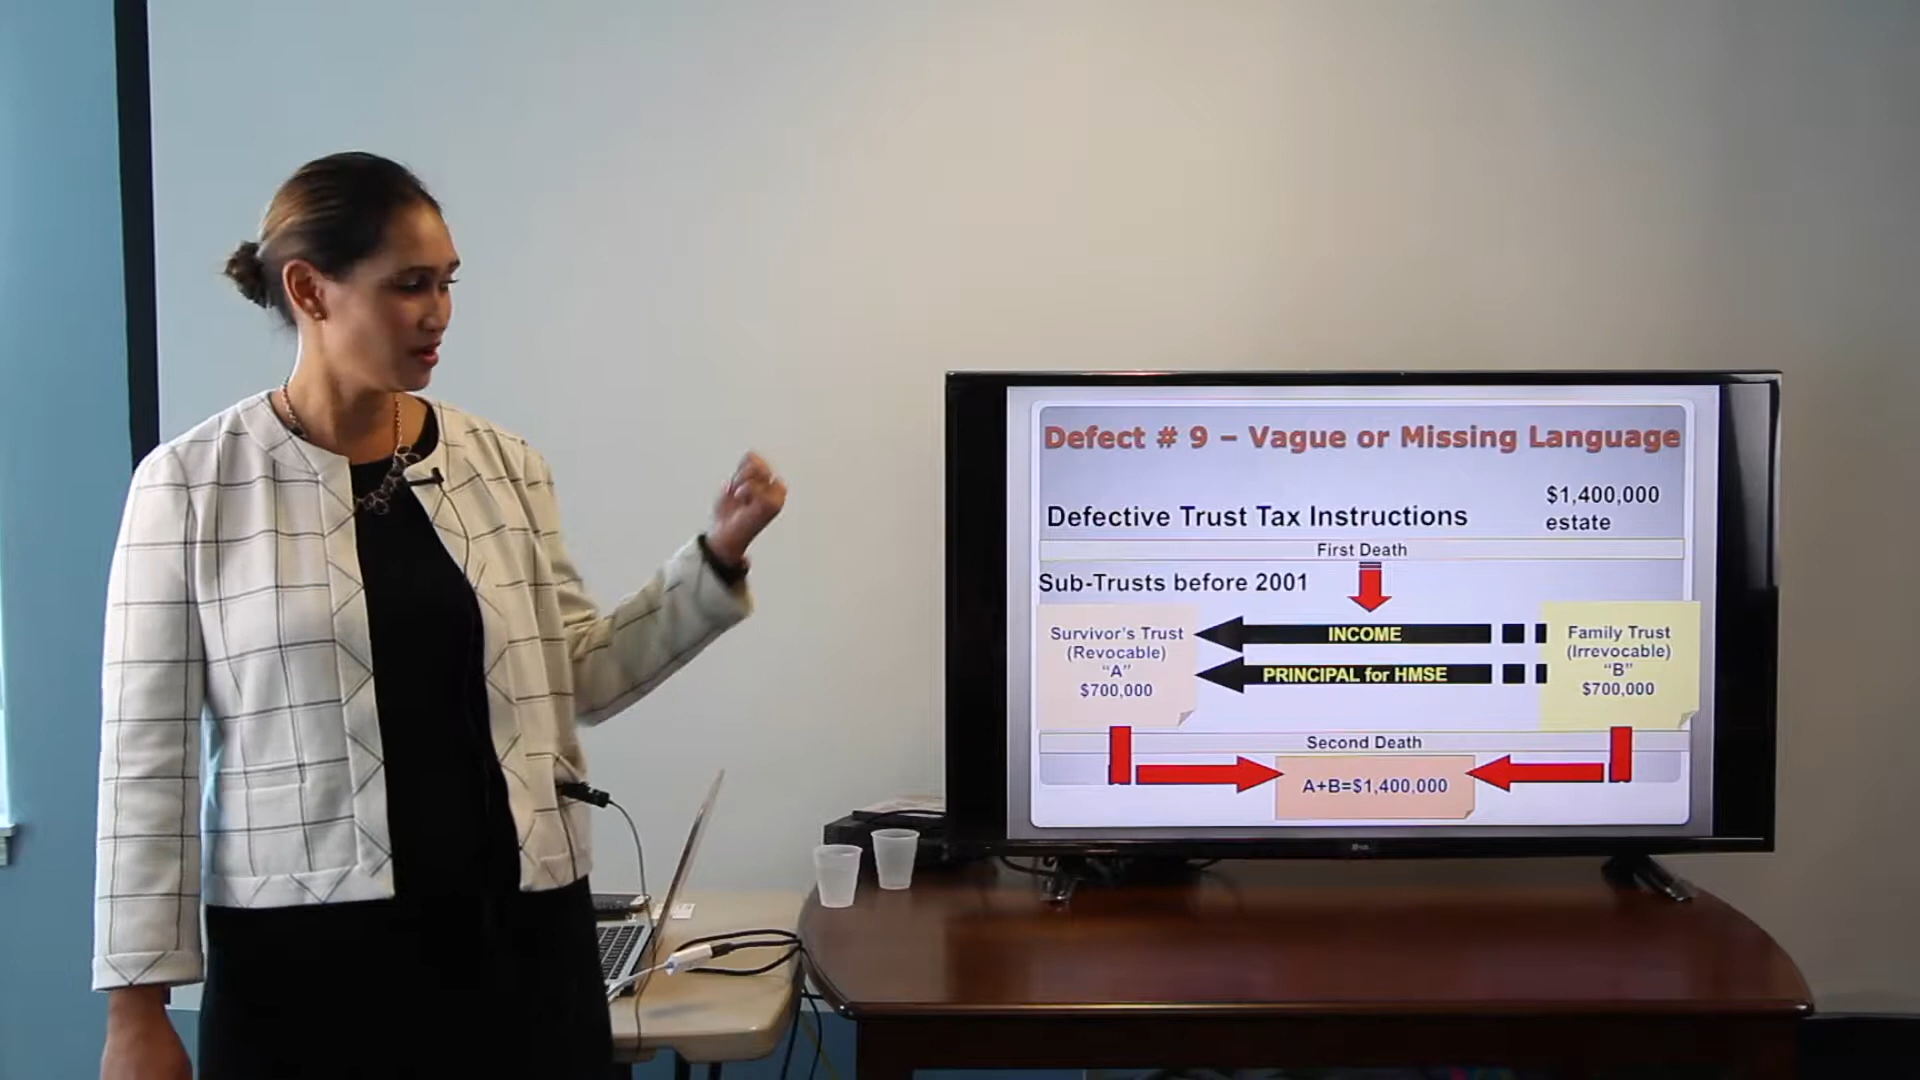 Defect # 9 – Vague or Missing Language
$1,400,000
estate
Defective Trust Tax Instructions
First Death
Sub-Trusts before 2001
Survivor's Trust
(Revocable)
"A"
$700,000
INCOME
PRINCIPAL for HMSE
Family Trust
(Irrevocable)
"B"
$700,000
Second Death
A+B=$1,400,000